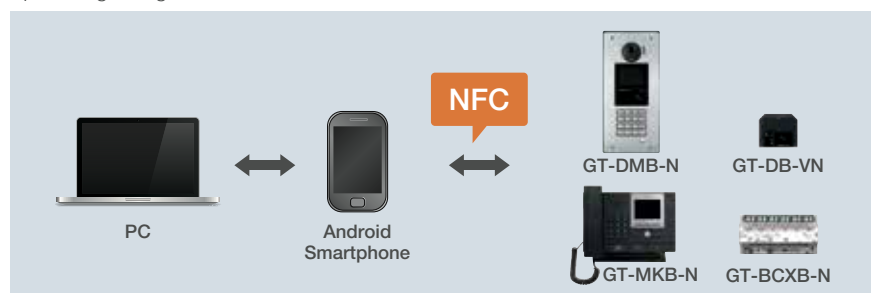 NFC
GT-DMB-N
GT-DB-VN
PC
Android
Smartphone
GT-MKB-N
GT-BCXB-N